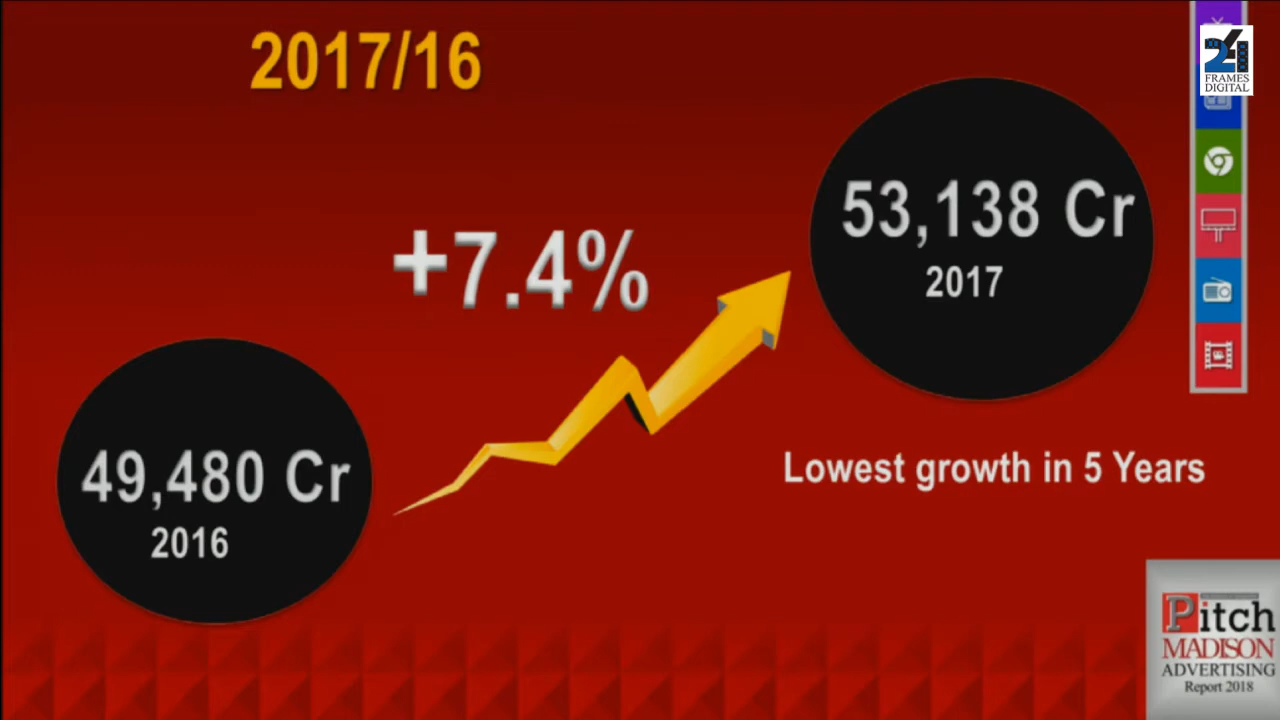 2017/16
24
FRAMES
DIGITAL
53,138 Cr
2017
+7.4%
49,480 Cr
2016
Lowest growth in 5 Years
Pitch
MADISON
ADVERTISING
Report 2018